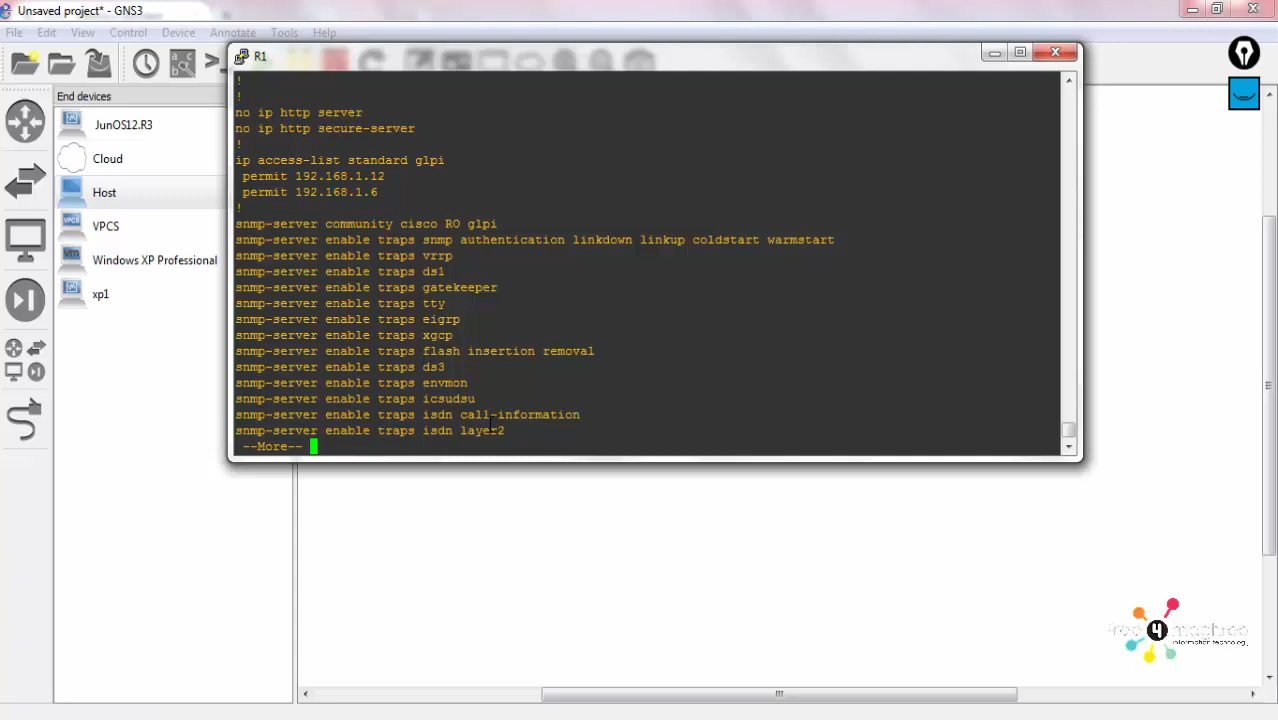 Unsaved project* - GNS3
File Edit View Control Device Annotate Tools Help
R1
End devices
JunOS12.R3
Cloud
Host
VPCS
Windows XP Professional
xp1
!
!
no ip http server
no ip http secure-server
!
ip access-list standard glpi
permit 192.168.1.12
permit 192.168.1.6
!
snmp-server community cisco RO glpi
snmp-server enable traps snmp authentication linkdown linkup coldstart warmstart
snmp-server enable traps vrrp
snmp-server enable traps ds1
snmp-server enable traps gatekeeper
snmp-server enable traps tty
snmp-server enable traps eigrp
snmp-server enable traps xgcp
snmp-server enable traps flash insertion removal
snmp-server enable traps ds3
snmp-server enable traps envmon
snmp-server enable traps icsudsu
snmp-server enable traps isdn call-information
snmp-server enable traps isdn layer2
--More--
4
information technology